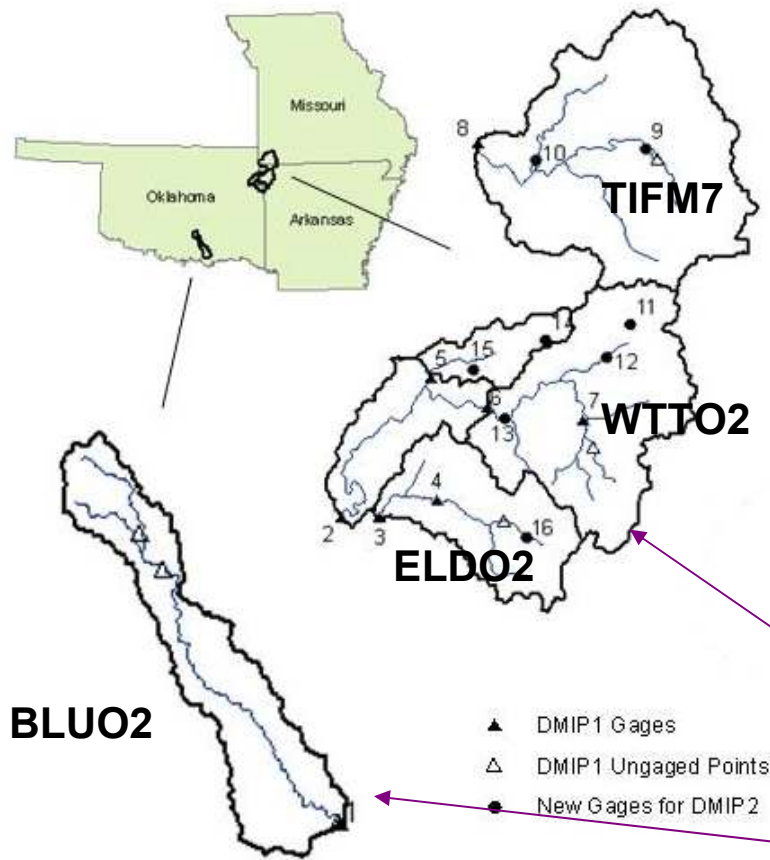 Missouri
Oklahoma
Arkansas
8
10
9
TIFM7
11
14
12
15
5
6
7
13
WTTO2
4
2
3
16
ELDO2
BLUO2
1
DMIP1 Gages
DMIP1 Ungaged Points
New Gages for DMIP2